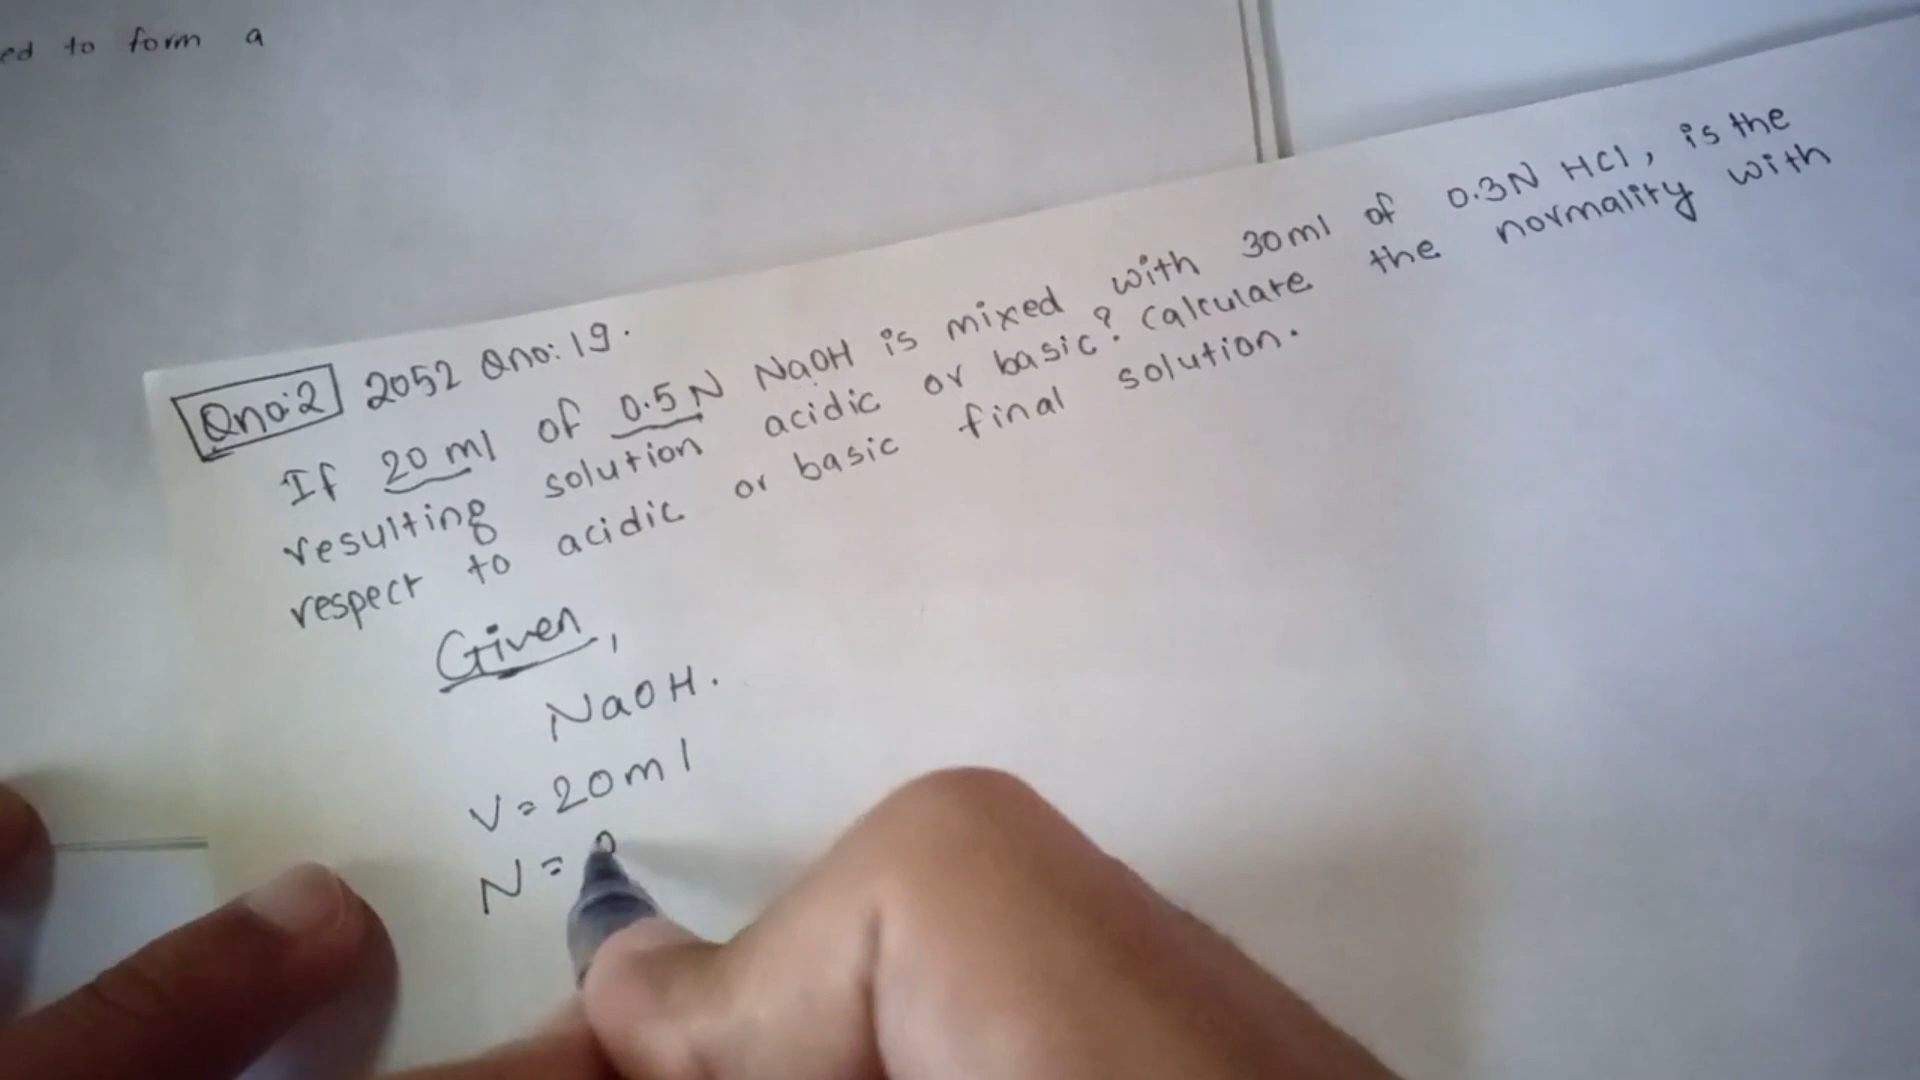 ed to form a
Qno:2 2052 Qno: 19.
If 20 ml of 0.5 N NaOH is mixed with 30 ml of 0.3N HCl, is the
resulting solution acidic or basic? Calculate the normality with
respect to acidic or basic final solution.
Given,
NaOH.
V = 20 ml
N = 0